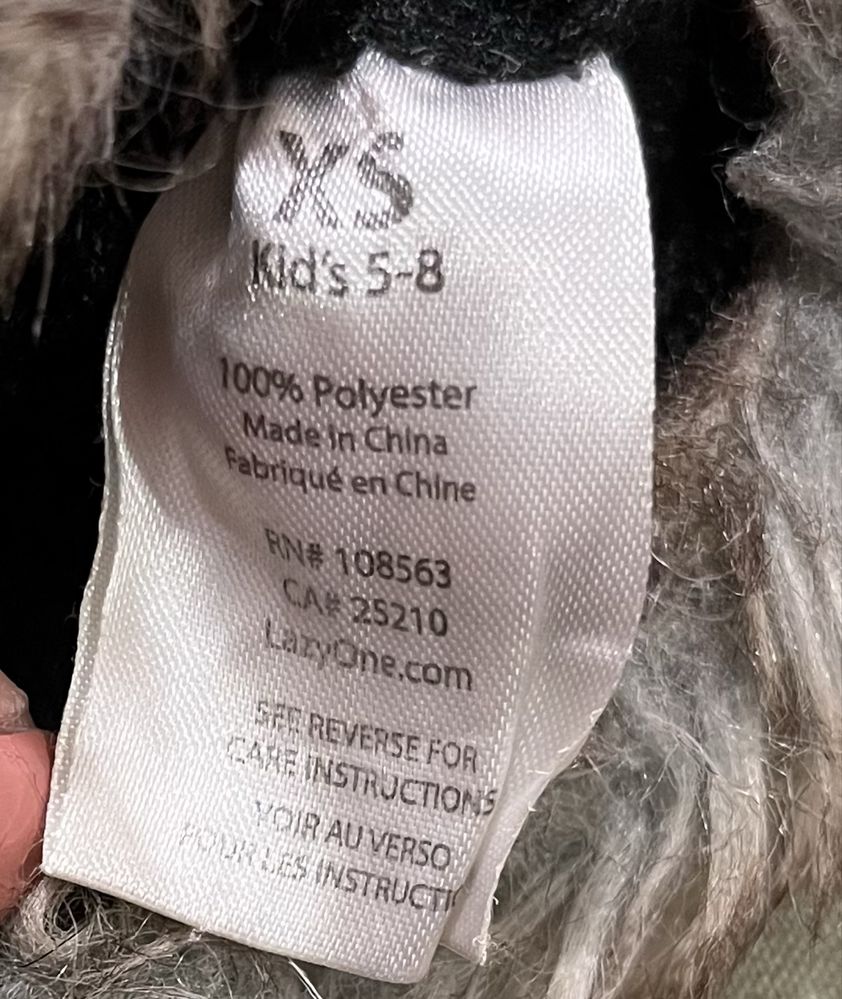 XS
Kid's 5-8
100% Polyester
Made in China
Fabriqué en Chine
RN# 108563
CA# 25210
LazyOne.com
SEE REVERSE FOR
CARE INSTRUCTIONS
VOIR AU VERSO
POUR LES INSTRUCTI